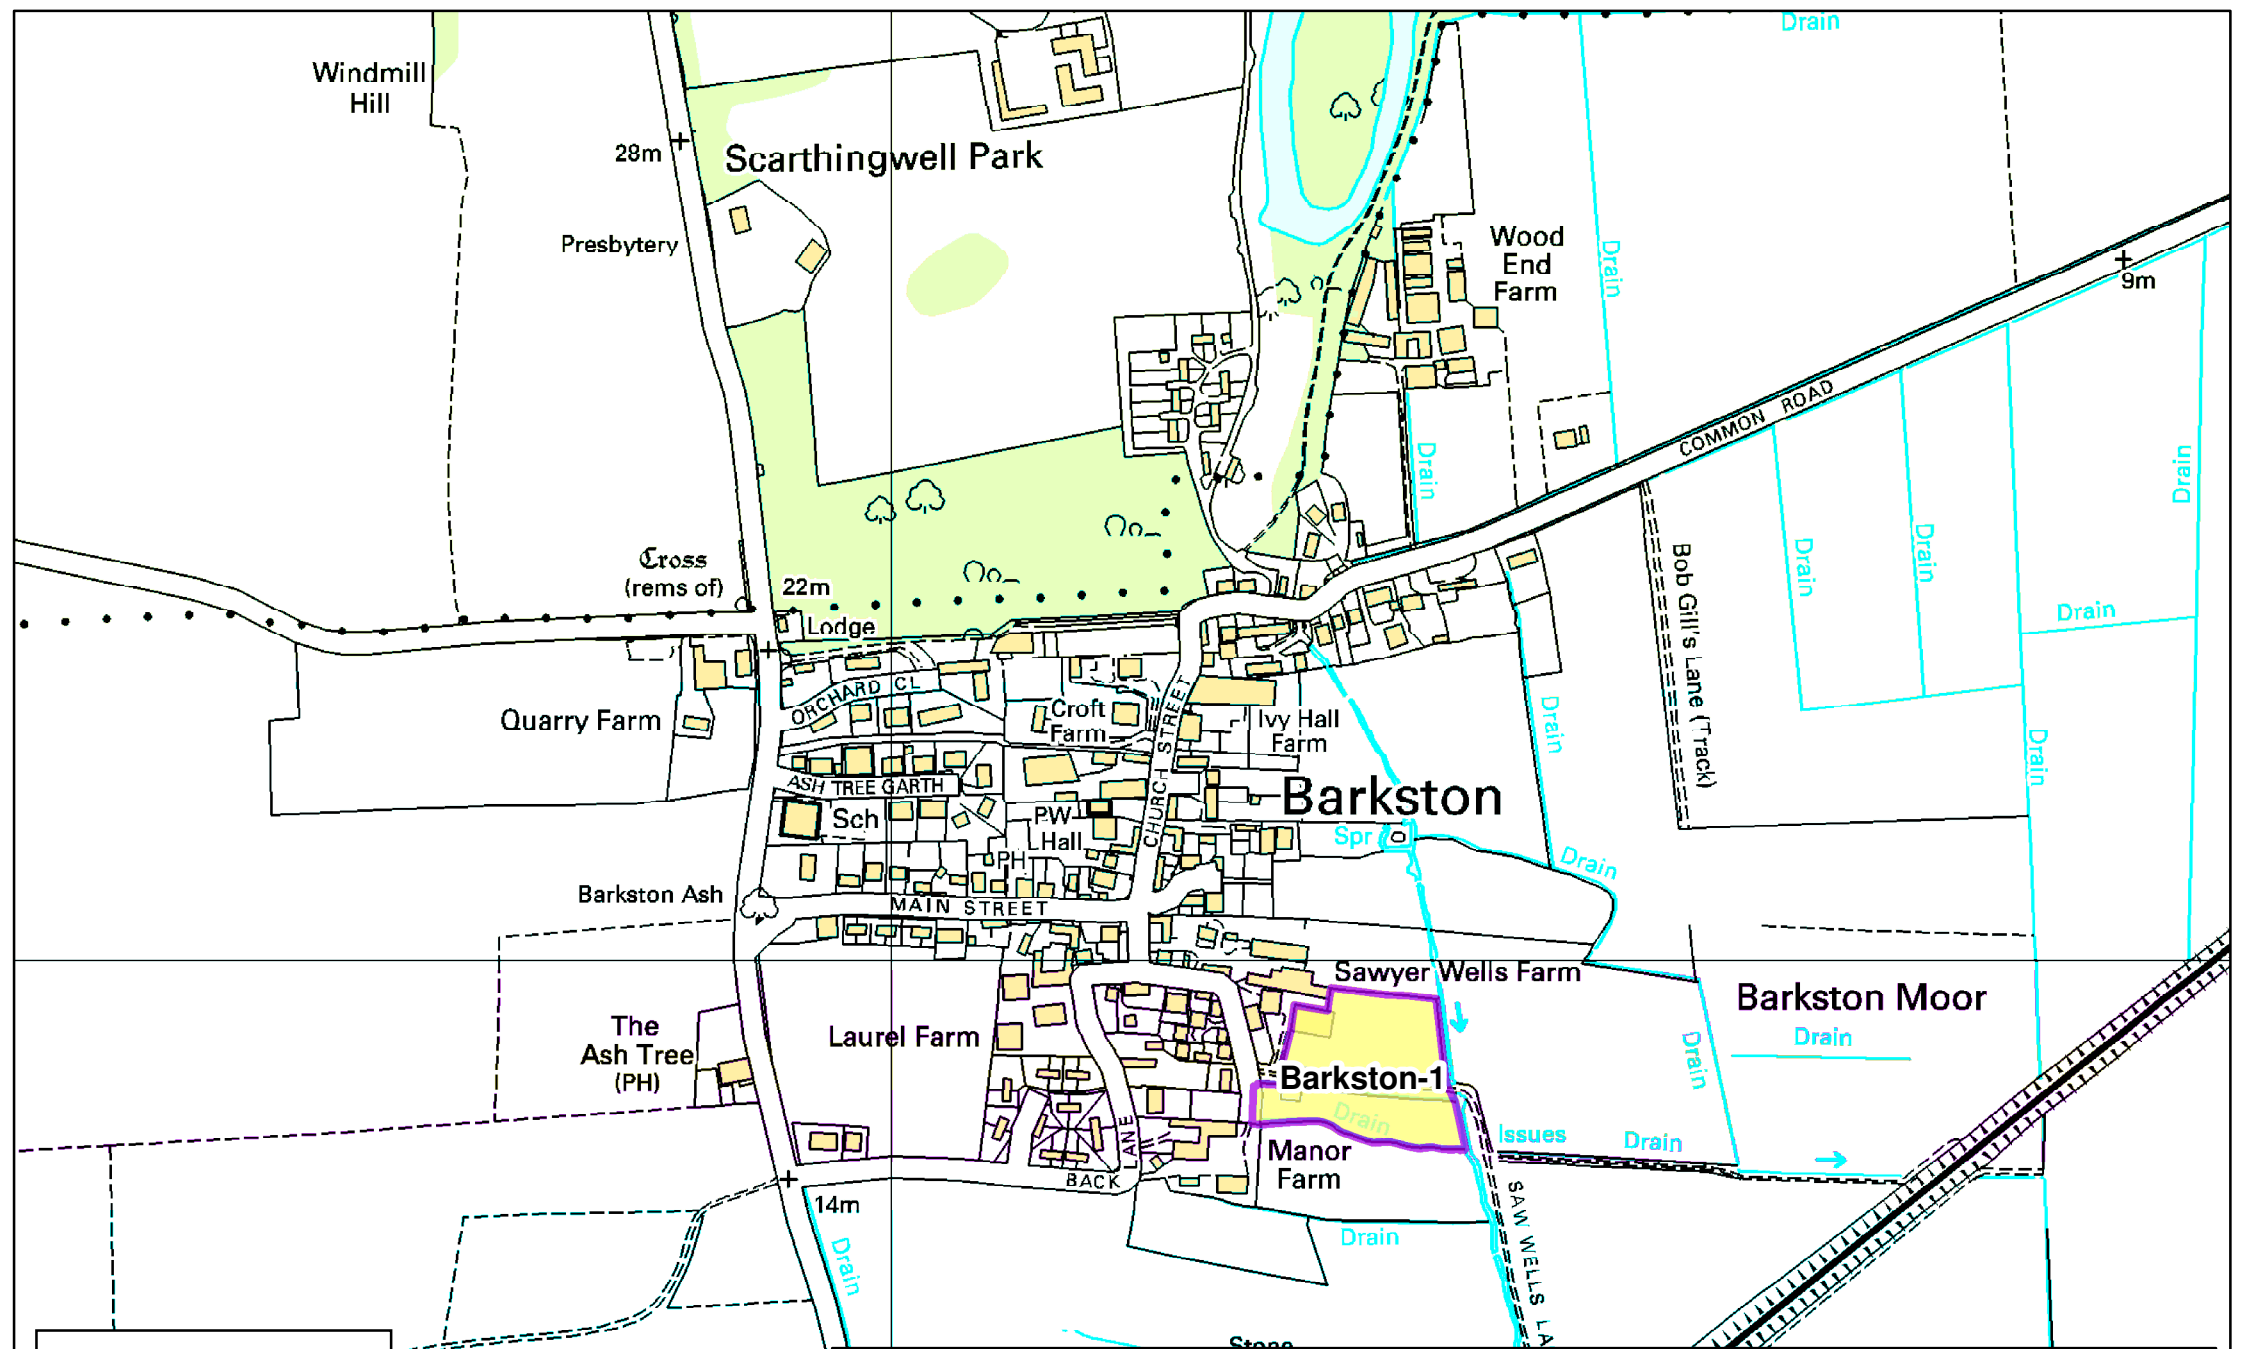 Drain
Windmill
Hill
28m
Scarthingwell Park
Presbytery
Wood
End
Farm
Drain
9m
COMMON ROAD
Drain
Drain
Cross
(rems of)
22m
Lodge
Drain
Drain
Bob Gill's Lane (Track)
Drain
ORCHARD CL
Quarry Farm
Croft
Farm
CHURCH STREET
Ivy Hall
Farm
Drain
Drain
ASH TREE GARTH
Barkston
Sch
PW
Hall
Spr
PH
Drain
Barkston Ash
MAIN STREET
Sawyer Wells Farm
Barkston Moor
The
Ash Tree
(PH)
Laurel Farm
Drain
Drain
Barkston-1
Drain
Issues
Drain
LANE
Manor
Farm
BACK
14m
SAW WELLS LA
Drain
Drain
Stone